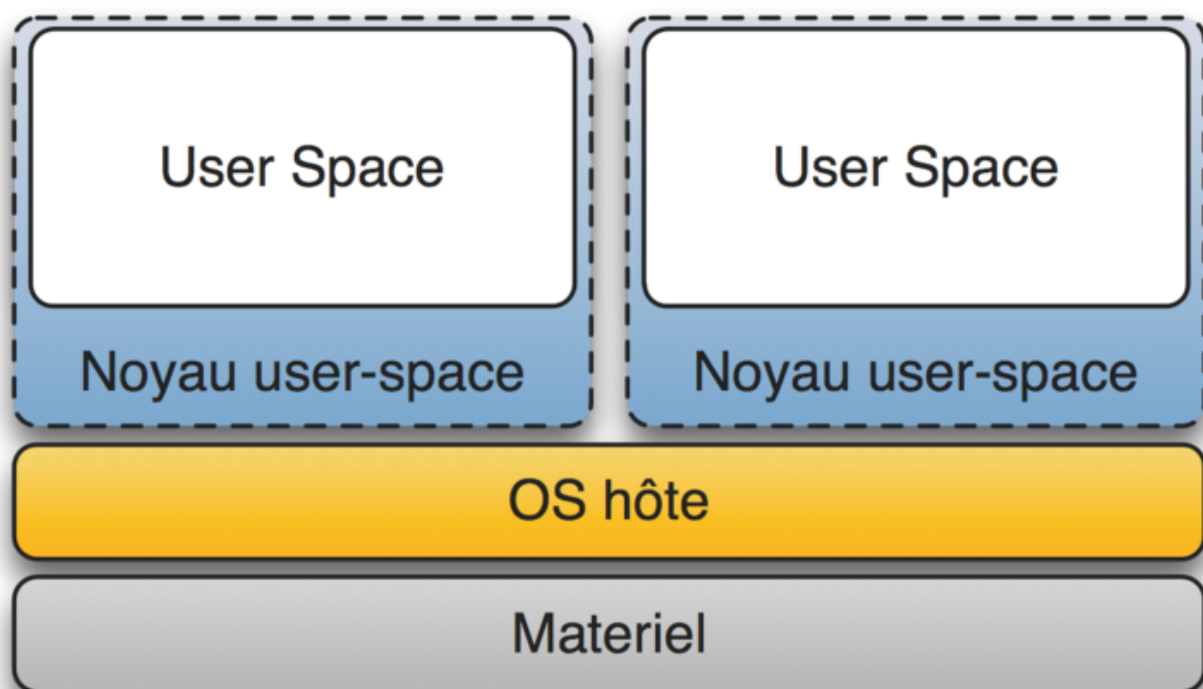 User Space
User Space
Noyau user-space
Noyau user-space
OS hôte
Materiel